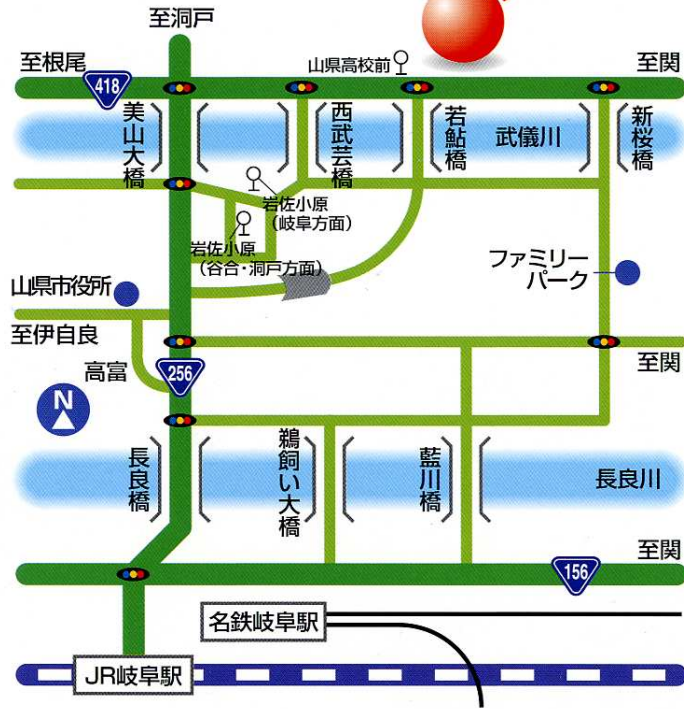 至洞戸
至根尾
418
山県高校前
至関
美山大橋
西武芸橋
若鮎橋
武儀川
新桜橋
岩佐小原
(岐阜方面)
岩佐小原
(谷合・洞戸方面)
ファミリー
パーク
山県市役所
至伊自良
高富
256
至関
N
長良橋
鵜飼い大橋
藍川橋
長良川
至関
156
名鉄岐阜駅
JR岐阜駅